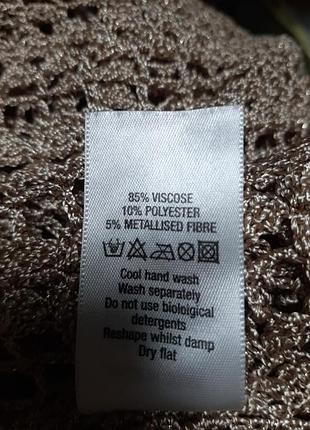 85% VISCOSE
10% POLYESTER
5% METALLISED FIBRE
Cool hand wash
Wash separately
Do not use bioloigical
detergents
Reshape whilst damp
Dry flat